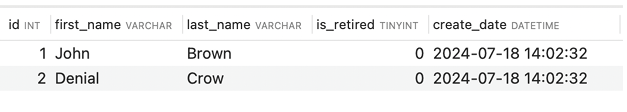 id INT first_name VARCHAR last_name VARCHAR is_retired TINYINT create_date DATETIME
1 John Brown 0 2024-07-18 14:02:32
2 Denial Crow 0 2024-07-18 14:02:32